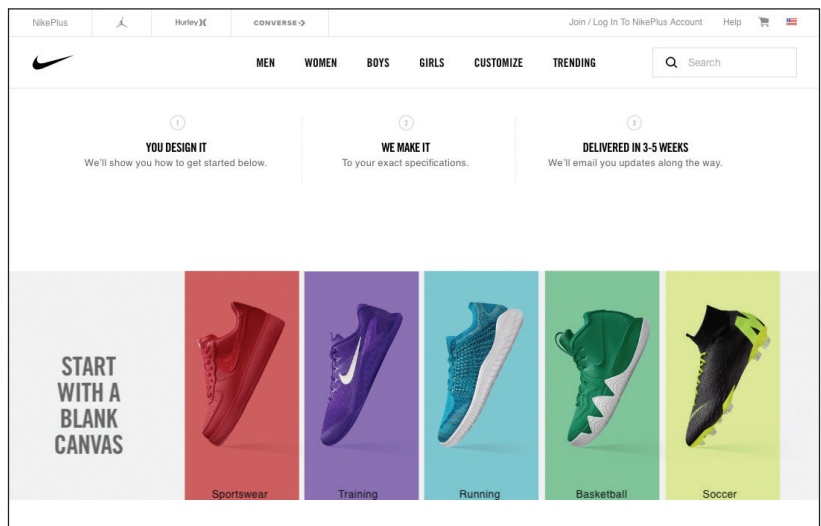 NikePlus Hurley CONVERSE Join / Log In To NikePlus Account Help
MEN WOMEN BOYS GIRLS CUSTOMIZE TRENDING Search
1
YOU DESIGN IT
We'll show you how to get started below.
2
WE MAKE IT
To your exact specifications.
3
DELIVERED IN 3-5 WEEKS
We'll email you updates along the way.
START
WITH A
BLANK
CANVAS
Sportswear Training Running Basketball Soccer